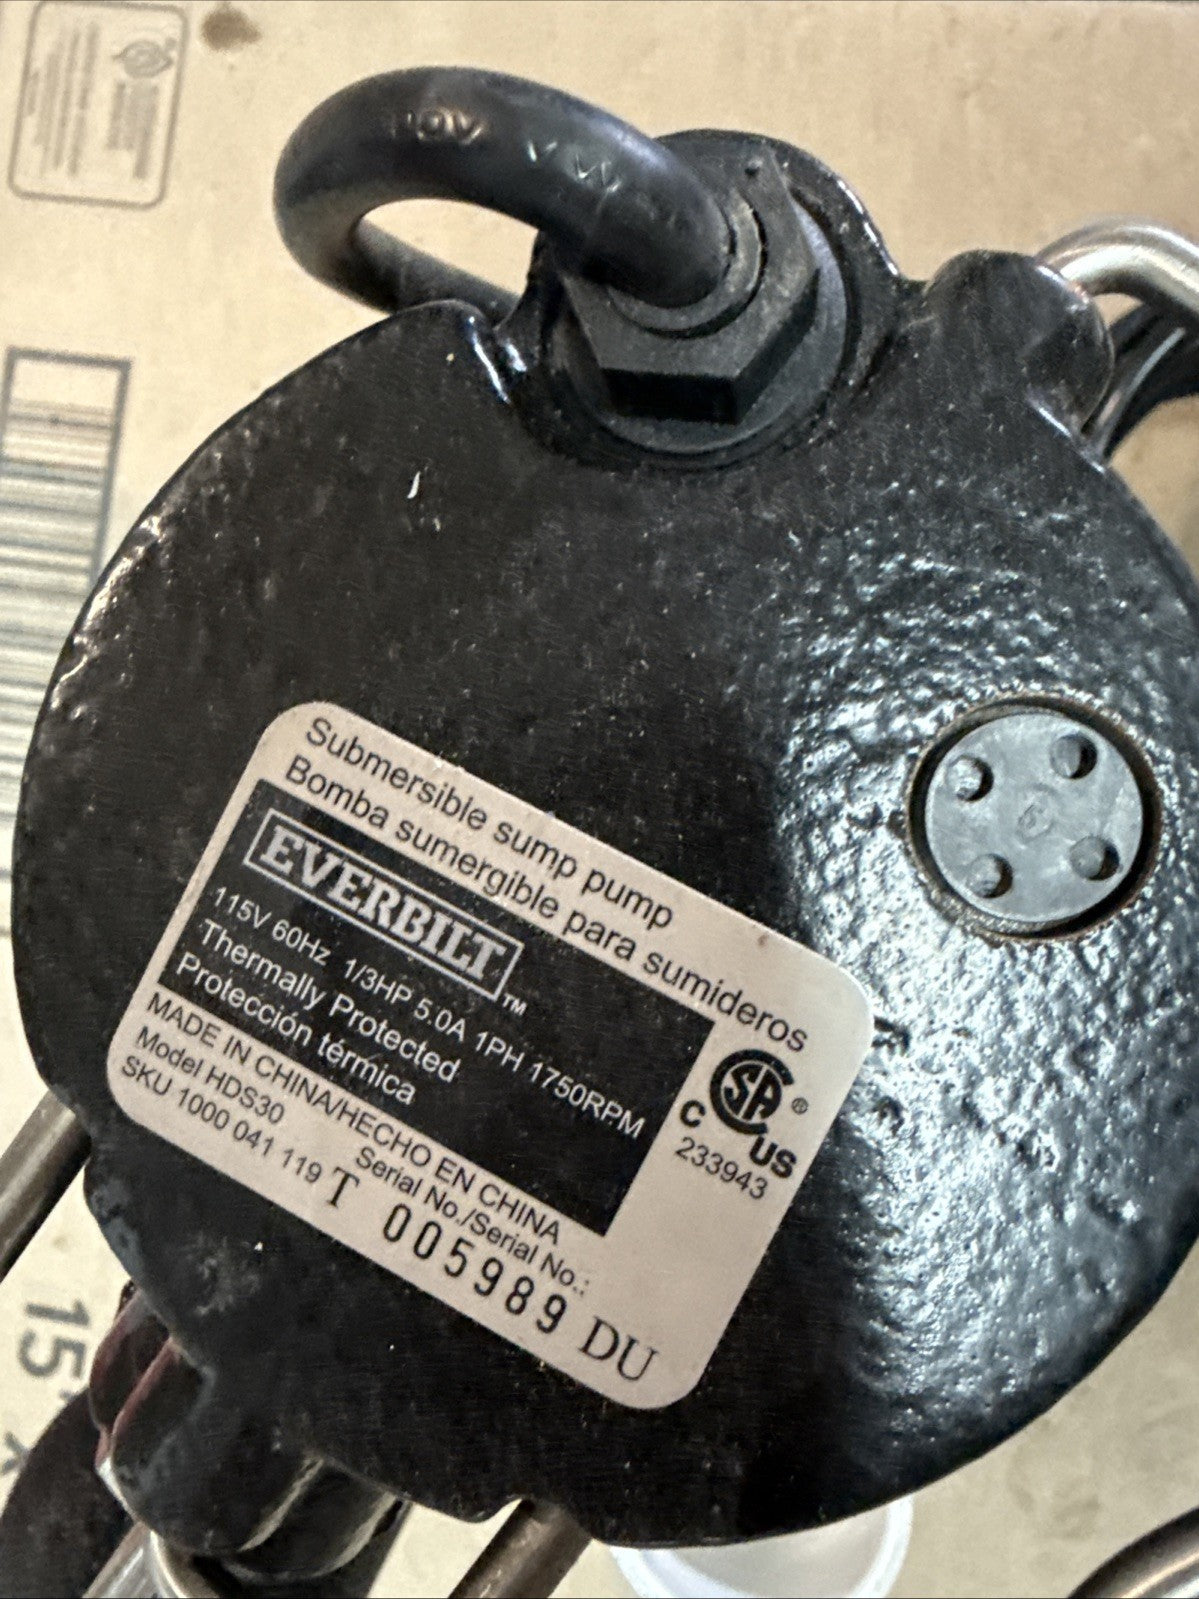 Submersible sump pump
Bomba sumergible para sumideros
EVERBILT™
115V 60Hz 1/3HP 5.0A 1PH 1750RPM
Thermally Protected
Protección térmica
MADE IN CHINA/HECHO EN CHINA
Model HDS30
Serial No./Serial No.:
SKU 1000 041 119
T 005989 DU
C SA US ®
233943
VW
15